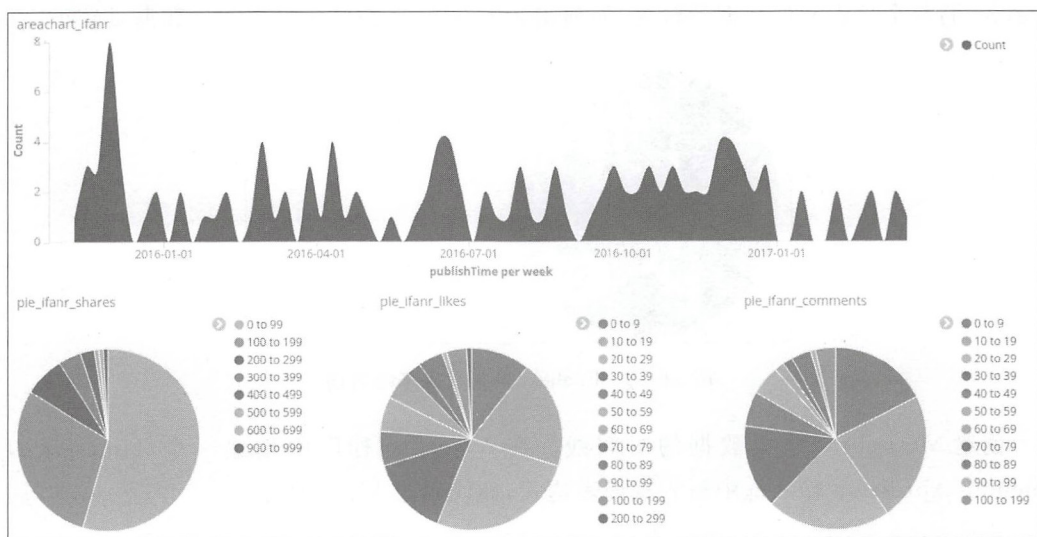 areachart_ifanr
Count
8
6
4
2
0
Count
2016-01-01
2016-04-01
2016-07-01
2016-10-01
2017-01-01
publishTime per week
pie_ifanr_shares
0 to 99
100 to 199
200 to 299
300 to 399
400 to 499
500 to 599
600 to 699
900 to 999
pie_ifanr_likes
0 to 9
10 to 19
20 to 29
30 to 39
40 to 49
50 to 59
60 to 69
70 to 79
80 to 89
90 to 99
100 to 199
200 to 299
pie_ifanr_comments
0 to 9
10 to 19
20 to 29
30 to 39
40 to 49
50 to 59
60 to 69
70 to 79
80 to 89
90 to 99
100 to 199